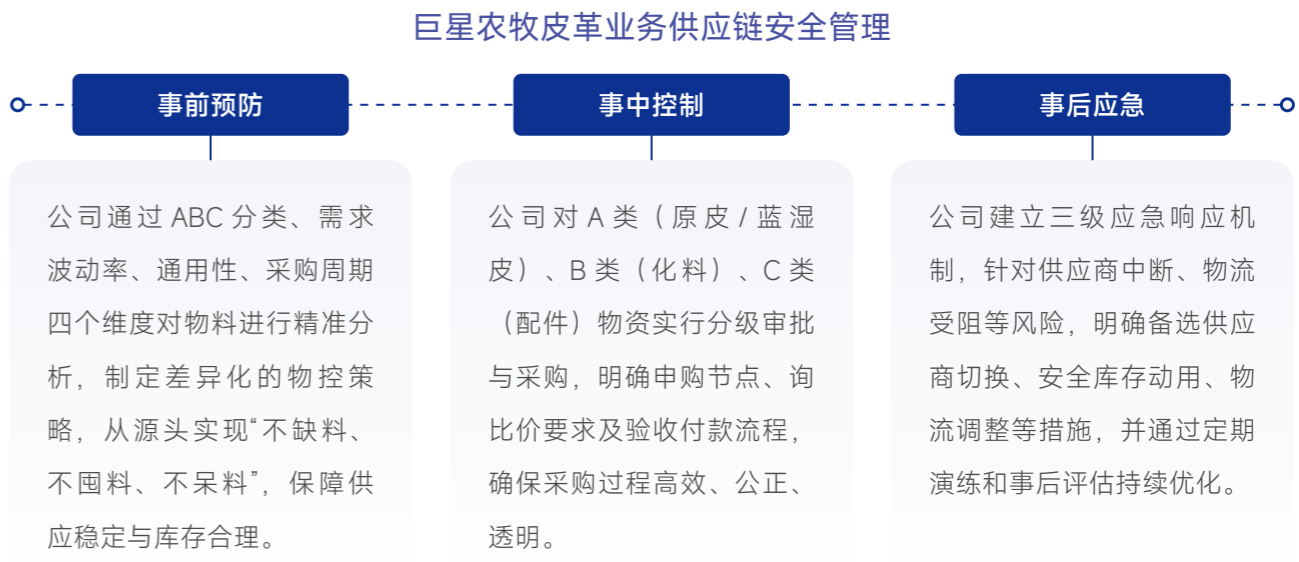 巨星农牧皮革业务供应链安全管理
事前预防
公司通过 ABC 分类、需求
波动率、通用性、采购周期
四个维度对物料进行精准分
析，制定差异化的物控策
略，从源头实现“不缺料、
不囤料、不呆料”，保障供
应稳定与库存合理。
事中控制
公司对 A 类（原皮 / 蓝湿
皮）、B 类（化料）、C 类
（配件）物资实行分级审批
与采购，明确申购节点、询
比价要求及验收付款流程，
确保采购过程高效、公正、
透明。
事后应急
公司建立三级应急响应机
制，针对供应商中断、物流
受阻等风险，明确备选供应
商切换、安全库存动用、物
流调整等措施，并通过定期
演练和事后评估持续优化。